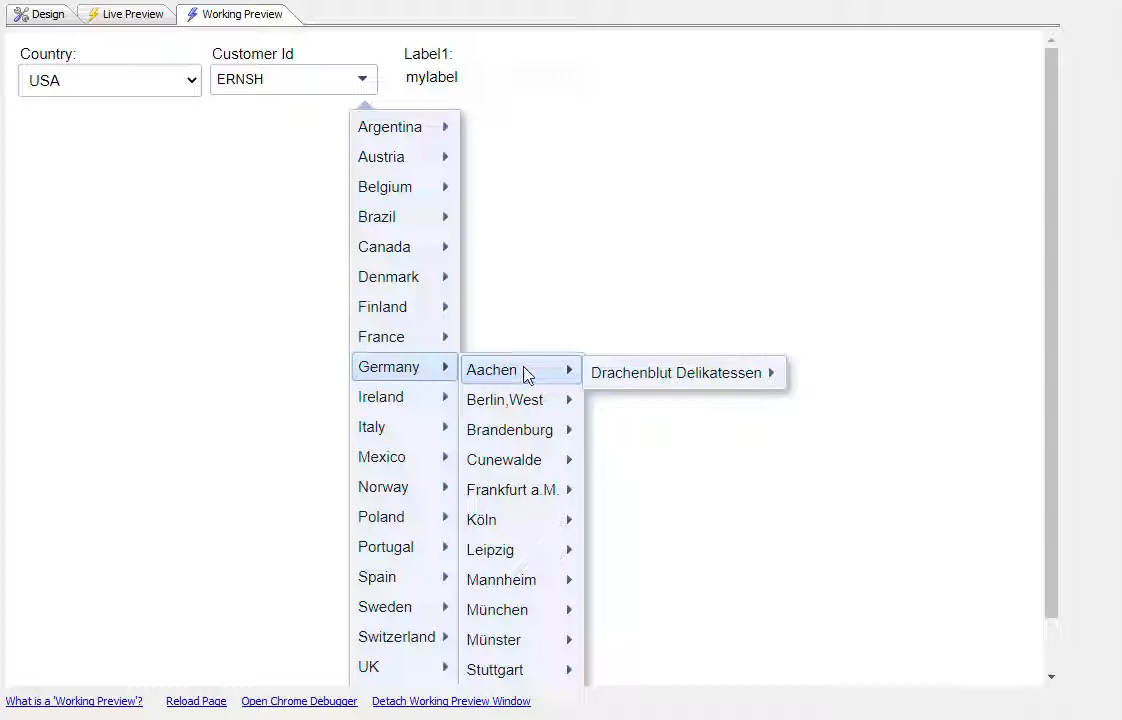 Design Live Preview Working Preview
Country: Customer Id Label1:
USA ERNSH mylabel
Argentina
Austria
Belgium
Brazil
Canada
Denmark
Finland
France
Germany Aachen Drachenblut Delikatessen
Ireland Berlin,West
Italy Brandenburg
Mexico Cunewalde
Norway Frankfurt a.M.
Poland Köln
Portugal Leipzig
Spain Mannheim
Sweden München
Switzerland Münster
UK Stuttgart
What is a 'Working Preview'? Reload Page Open Chrome Debugger Detach Working Preview Window